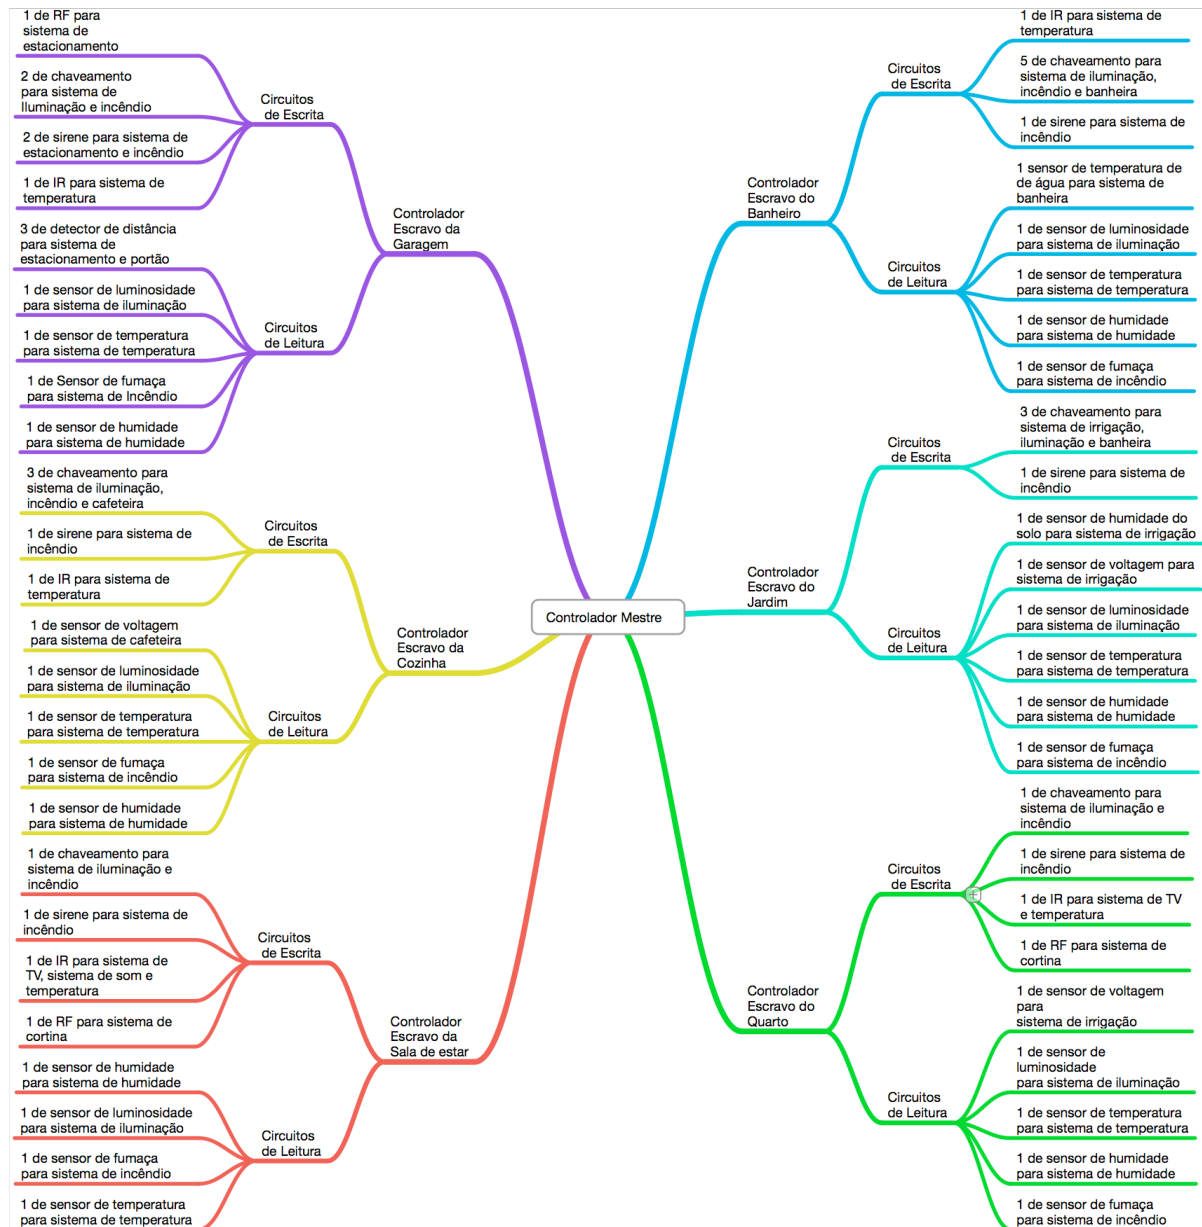 1 de RF para
sistema de
estacionamento
2 de chaveamento
para sistema de
Iluminação e incêndio
2 de sirene para sistema de
estacionamento e incêndio
1 de IR para sistema de
temperatura
Circuitos
de Escrita
3 de detector de distância
para sistema de
estacionamento e portão
1 de sensor de luminosidade
para sistema de iluminação
1 de sensor de temperatura
para sistema de temperatura
1 de Sensor de fumaça
para sistema de Incêndio
1 de sensor de humidade
para sistema de humidade
Circuitos
de Leitura
Controlador
Escravo da
Garagem
3 de chaveamento para
sistema de iluminação,
incêndio e cafeteira
1 de sirene para sistema de
incêndio
1 de IR para sistema de
temperatura
Circuitos
de Escrita
1 de sensor de voltagem
para sistema de cafeteira
1 de sensor de luminosidade
para sistema de iluminação
1 de sensor de temperatura
para sistema de temperatura
1 de sensor de fumaça
para sistema de incêndio
1 de sensor de humidade
para sistema de humidade
Circuitos
de Leitura
Controlador
Escravo da
Cozinha
1 de chaveamento para
sistema de iluminação e
incêndio
1 de sirene para sistema de
incêndio
1 de IR para sistema de
TV, sistema de som e
temperatura
1 de RF para sistema de
cortina
Circuitos
de Escrita
1 de sensor de humidade
para sistema de humidade
1 de sensor de luminosidade
para sistema de iluminação
1 de sensor de fumaça
para sistema de incêndio
1 de sensor de temperatura
para sistema de temperatura
Circuitos
de Leitura
Controlador
Escravo da
Sala de estar
Controlador Mestre
Controlador
Escravo do
Banheiro
Circuitos
de Escrita
1 de IR para sistema de
temperatura
5 de chaveamento para
sistema de iluminação,
incêndio e banheira
1 de sirene para sistema de
incêndio
Circuitos
de Leitura
1 sensor de temperatura de
de água para sistema de
banheira
1 de sensor de luminosidade
para sistema de iluminação
1 de sensor de temperatura
para sistema de temperatura
1 de sensor de humidade
para sistema de humidade
1 de sensor de fumaça
para sistema de incêndio
Controlador
Escravo do
Jardim
Circuitos
de Escrita
3 de chaveamento para
sistema de irrigação,
iluminação e banheira
1 de sirene para sistema de
incêndio
Circuitos
de Leitura
1 de sensor de humidade do
solo para sistema de irrigação
1 de sensor de voltagem para
sistema de irrigação
1 de sensor de luminosidade
para sistema de iluminação
1 de sensor de temperatura
para sistema de temperatura
1 de sensor de humidade
para sistema de humidade
1 de sensor de fumaça
para sistema de incêndio
Controlador
Escravo do
Quarto
Circuitos
de Escrita
1 de chaveamento para
sistema de iluminação e
incêndio
1 de sirene para sistema de
incêndio
1 de IR para sistema de TV
e temperatura
1 de RF para sistema de
cortina
Circuitos
de Leitura
1 de sensor de voltagem
para
sistema de irrigação
1 de sensor de
luminosidade
para sistema de iluminação
1 de sensor de temperatura
para sistema de temperatura
1 de sensor de humidade
para sistema de humidade
1 de sensor de fumaça
para sistema de incêndio